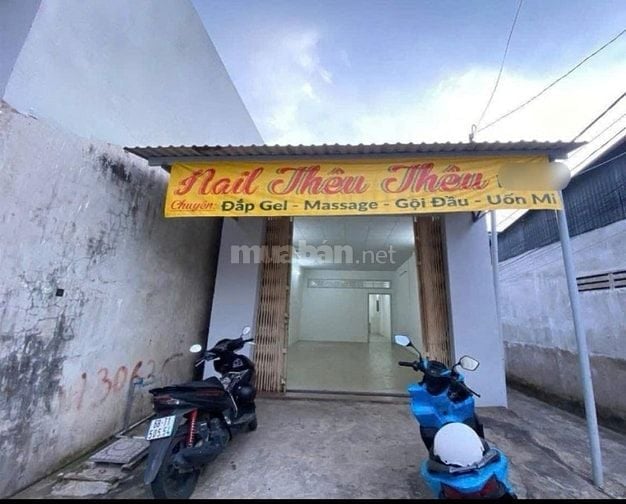 Nail Thêu Thêu
Chuyên: Đắp Gel - Massage - Gội Đầu - Uốn Mi
muaban.net